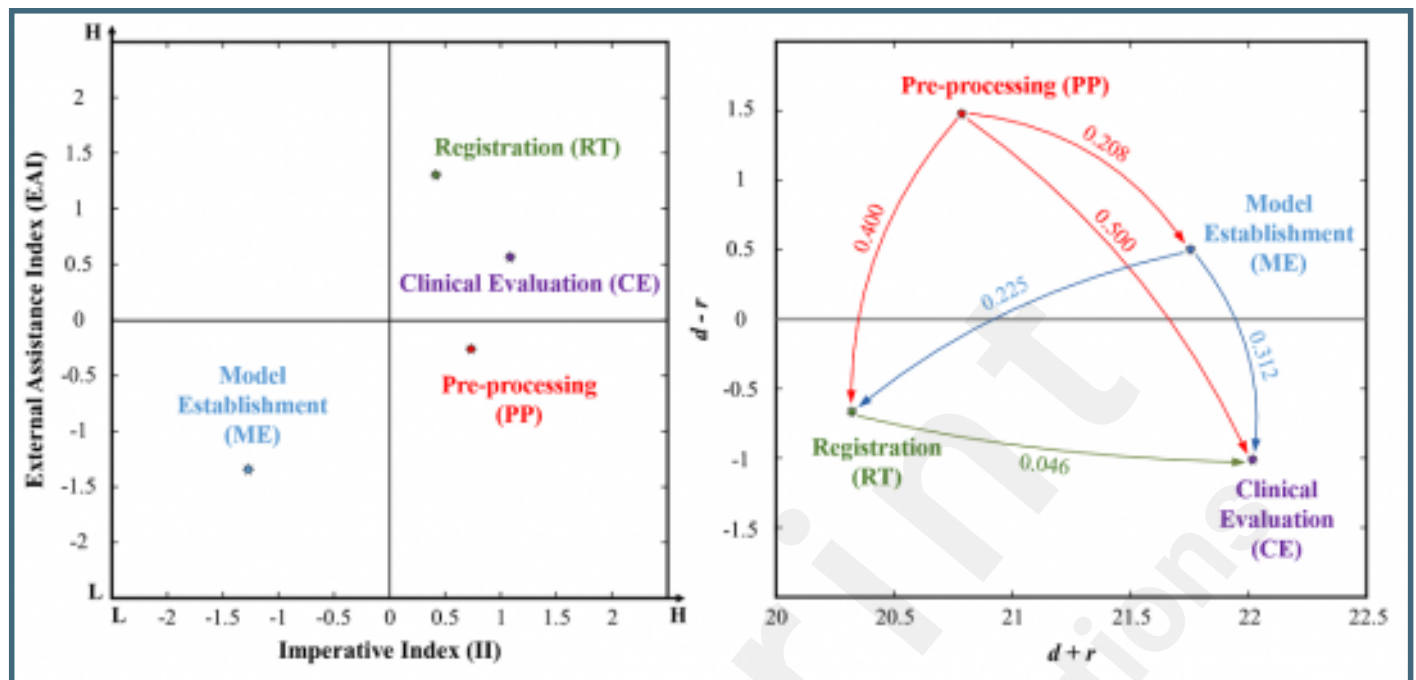 H
2
1.5
1
0.5
0
-0.5
-1
-1.5
-2
L
External Assistance Index (EAI)
Registration (RT)
Clinical Evaluation (CE)
Model
Establishment
(ME)
Pre-processing
(PP)
L -2 -1.5 -1 -0.5 0 0.5 1 1.5 2 H
Imperative Index (II)
1.5
1
0.5
0
-0.5
-1
-1.5
d - r
Pre-processing (PP)
0.208
0.400
0.500
Model
Establishment
(ME)
0.225
0.312
Registration
(RT)
0.046
Clinical
Evaluation
(CE)
20 20.5 21 21.5 22 22.5
d + r